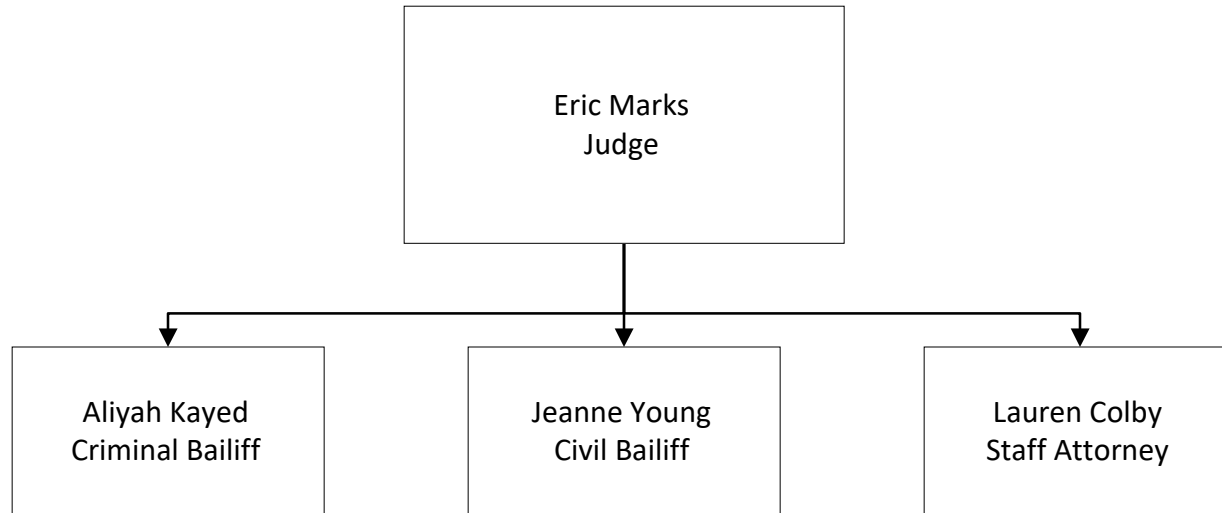 Eric Marks
Judge
Aliyah Kayed
Criminal Bailiff
Jeanne Young
Civil Bailiff
Lauren Colby
Staff Attorney